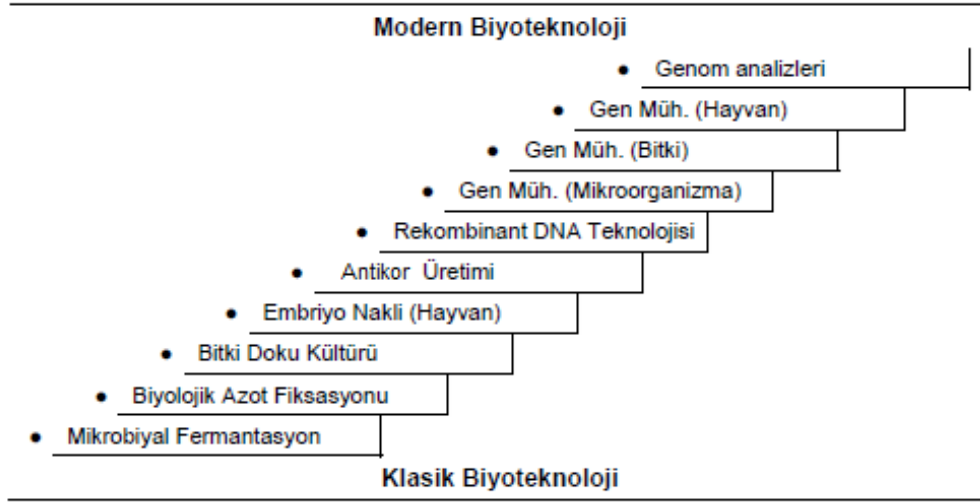 Modern Biyoteknoloji
• Genom analizleri
• Gen Müh. (Hayvan)
• Gen Müh. (Bitki)
• Gen Müh. (Mikroorganizma)
• Rekombinant DNA Teknolojisi
• Antikor Üretimi
• Embriyo Nakli (Hayvan)
• Bitki Doku Kültürü
• Biyolojik Azot Fiksasyonu
• Mikrobiyal Fermantasyon
Klasik Biyoteknoloji